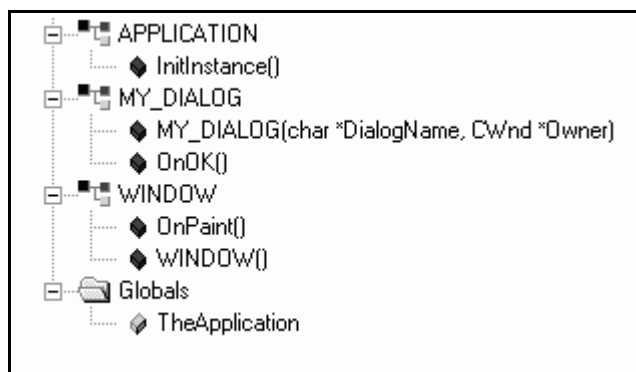 APPLICATION
InitInstance()
MY_DIALOG
MY_DIALOG(char *DialogName, CWnd *Owner)
OnOK()
WINDOW
OnPaint()
WINDOW()
Globals
TheApplication